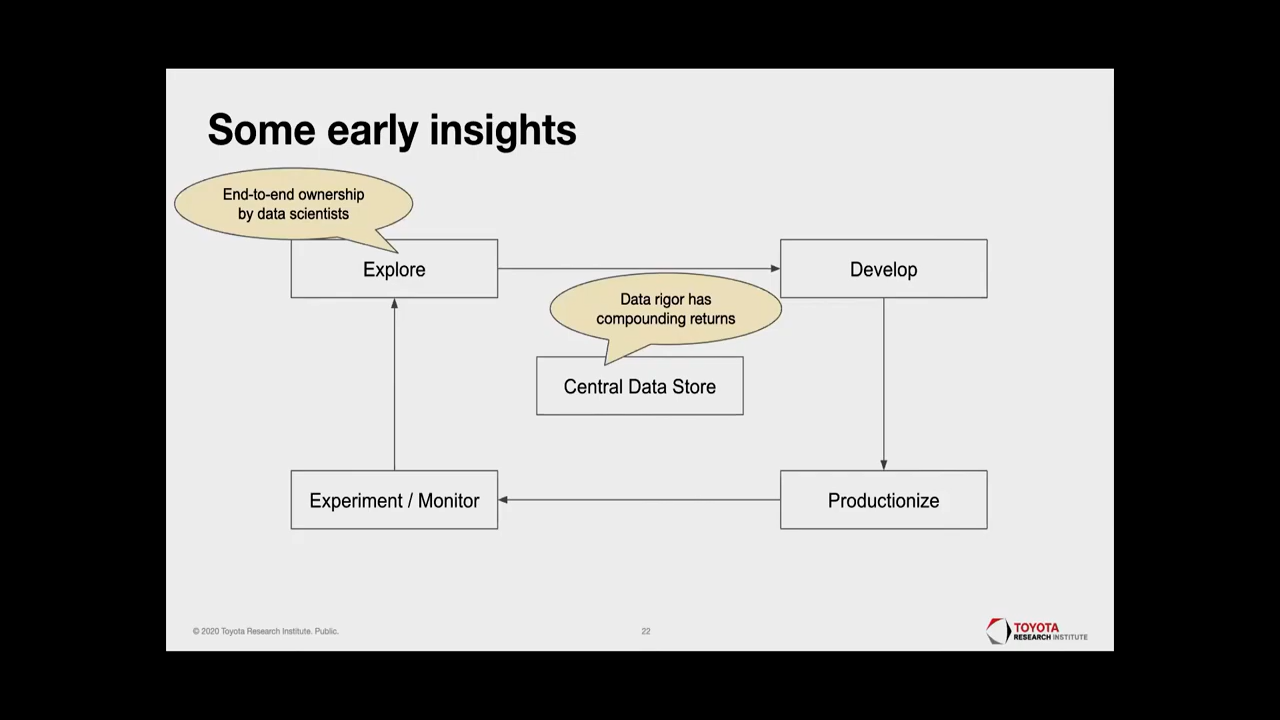 Some early insights
End-to-end ownership
by data scientists
Explore
Develop
Data rigor has
compounding returns
Central Data Store
Experiment / Monitor
Productionize
© 2020 Toyota Research Institute. Public.
22
TOYOTA
RESEARCH INSTITUTE